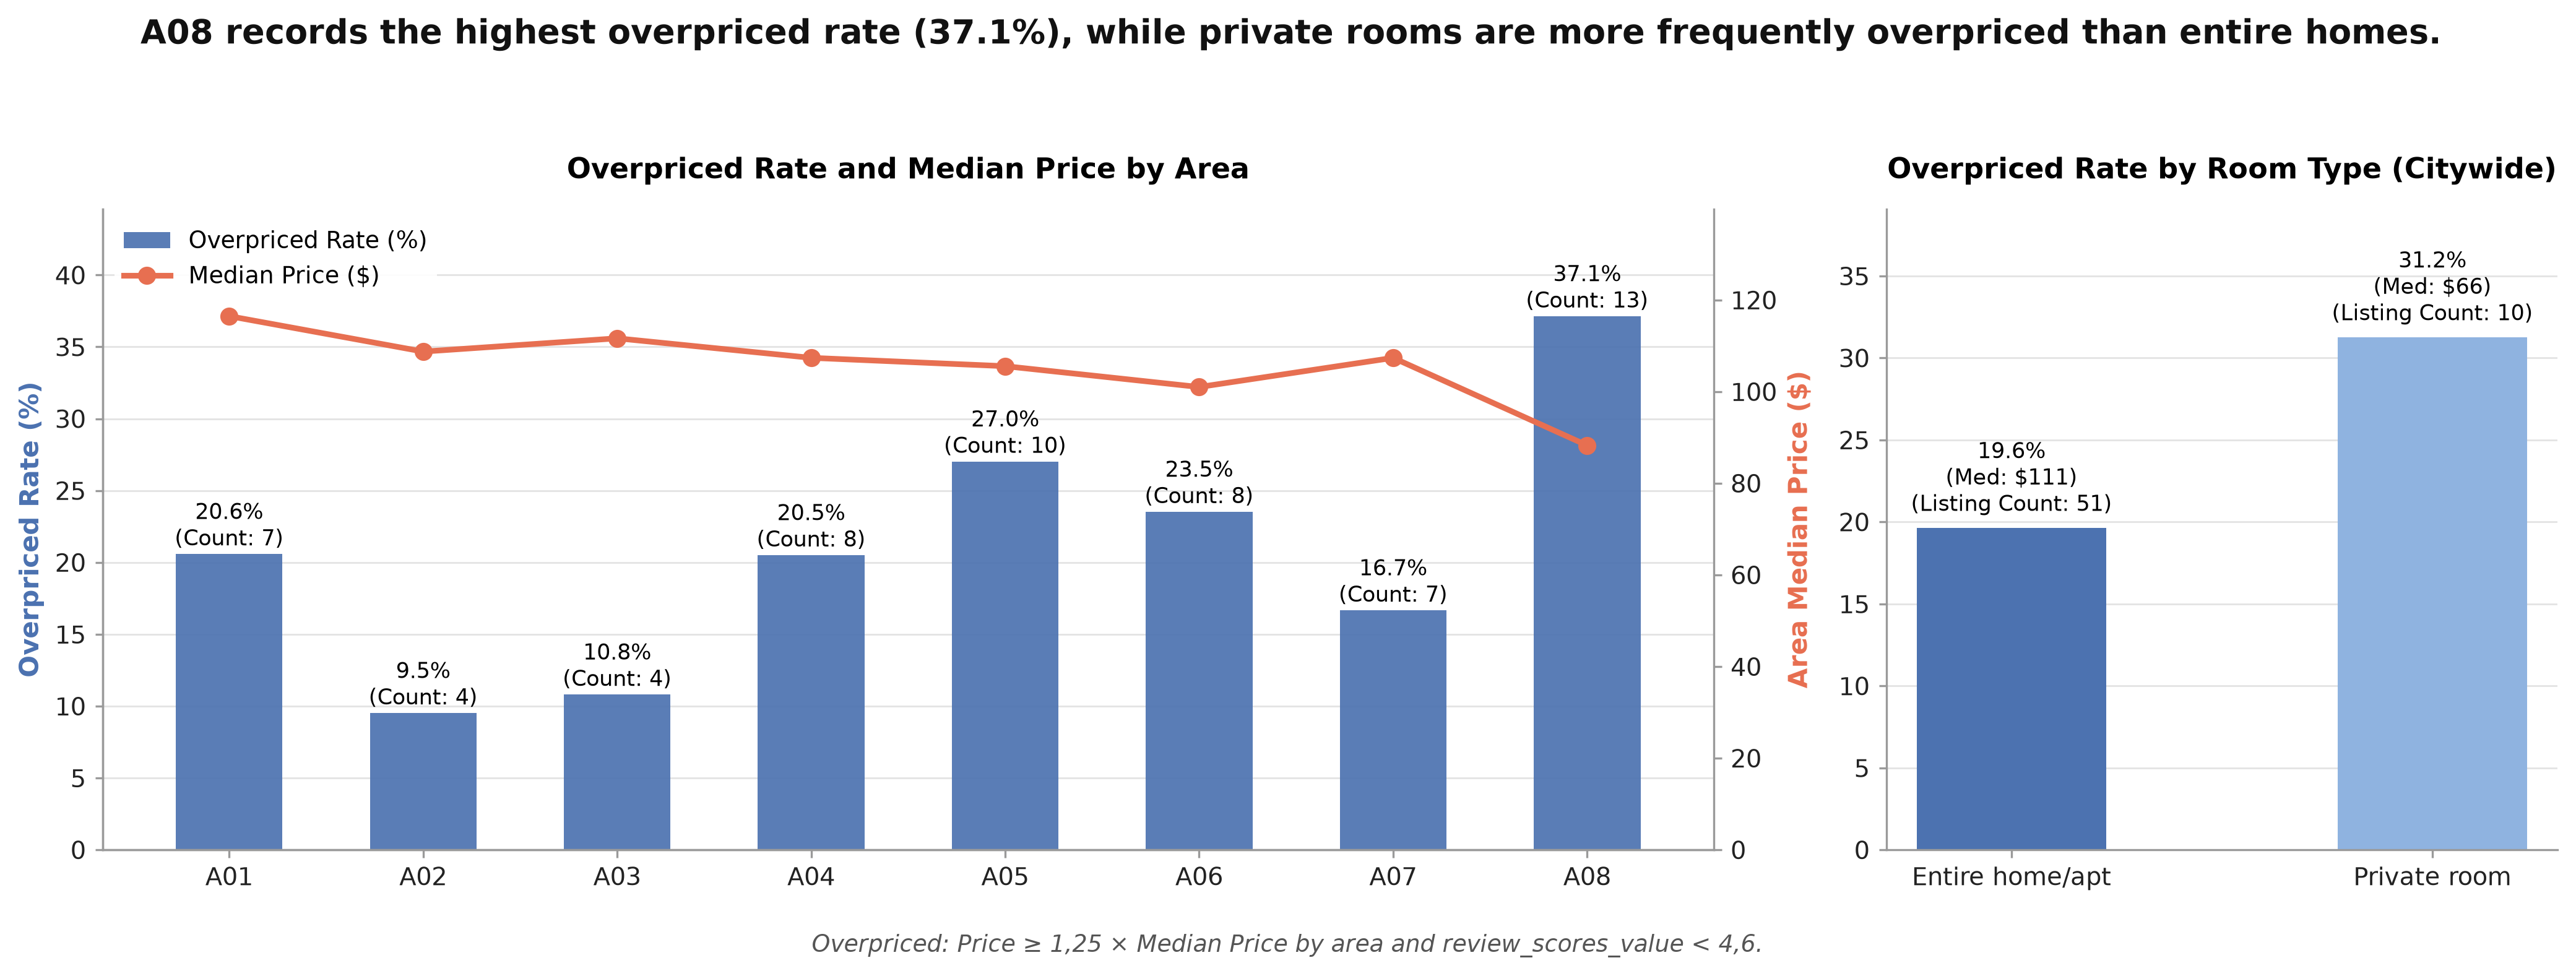 A08 records the highest overpriced rate (37.1%), while private rooms are more frequently overpriced than entire homes.
Overpriced Rate and Median Price by Area
Overpriced Rate (%)
Median Price ($)
Overpriced Rate (%)
40
35
30
25
20
15
10
5
0
20.6%
(Count: 7)
9.5%
(Count: 4)
10.8%
(Count: 4)
20.5%
(Count: 8)
27.0%
(Count: 10)
23.5%
(Count: 8)
16.7%
(Count: 7)
37.1%
(Count: 13)
A01
A02
A03
A04
A05
A06
A07
A08
120
100
80
60
40
20
0
Area Median Price ($)
Overpriced Rate by Room Type (Citywide)
35
30
25
20
15
10
5
0
19.6%
(Med: $111)
(Listing Count: 51)
31.2%
(Med: $66)
(Listing Count: 10)
Entire home/apt
Private room
Overpriced: Price ≥ 1,25 × Median Price by area and review_scores_value < 4,6.